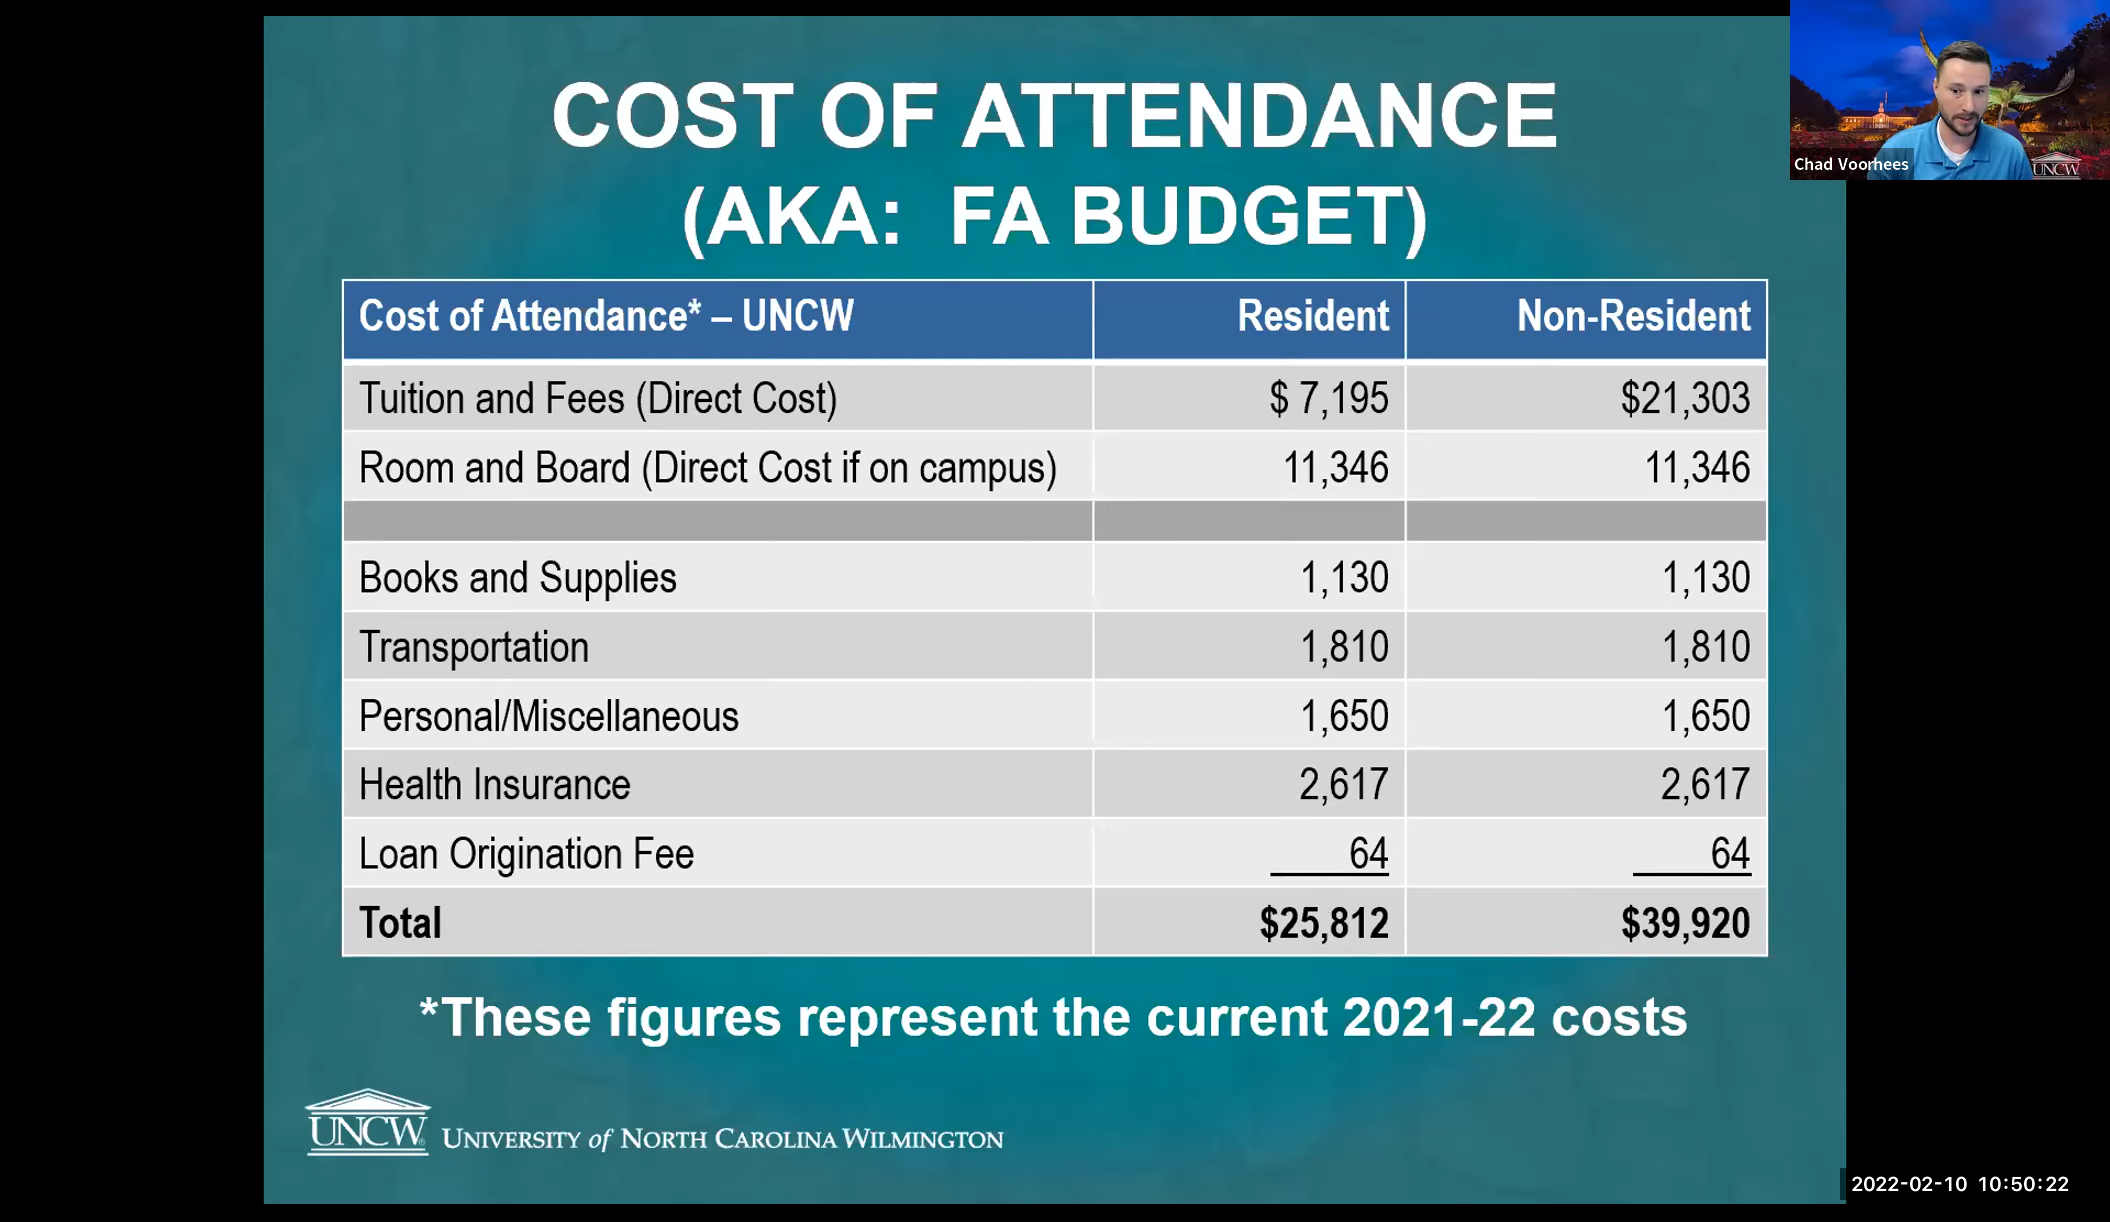 COST OF ATTENDANCE
(AKA:  FA BUDGET)
Cost of Attendance* – UNCW Resident Non-Resident
Tuition and Fees (Direct Cost) $ 7,195 $21,303
Room and Board (Direct Cost if on campus) 11,346 11,346
Books and Supplies 1,130 1,130
Transportation 1,810 1,810
Personal/Miscellaneous 1,650 1,650
Health Insurance 2,617 2,617
Loan Origination Fee 64 64
Total $25,812 $39,920
*These figures represent the current 2021-22 costs
UNCW UNIVERSITY of NORTH CAROLINA WILMINGTON
Chad Voorhees
UNCW
2022-02-10 10:50:22